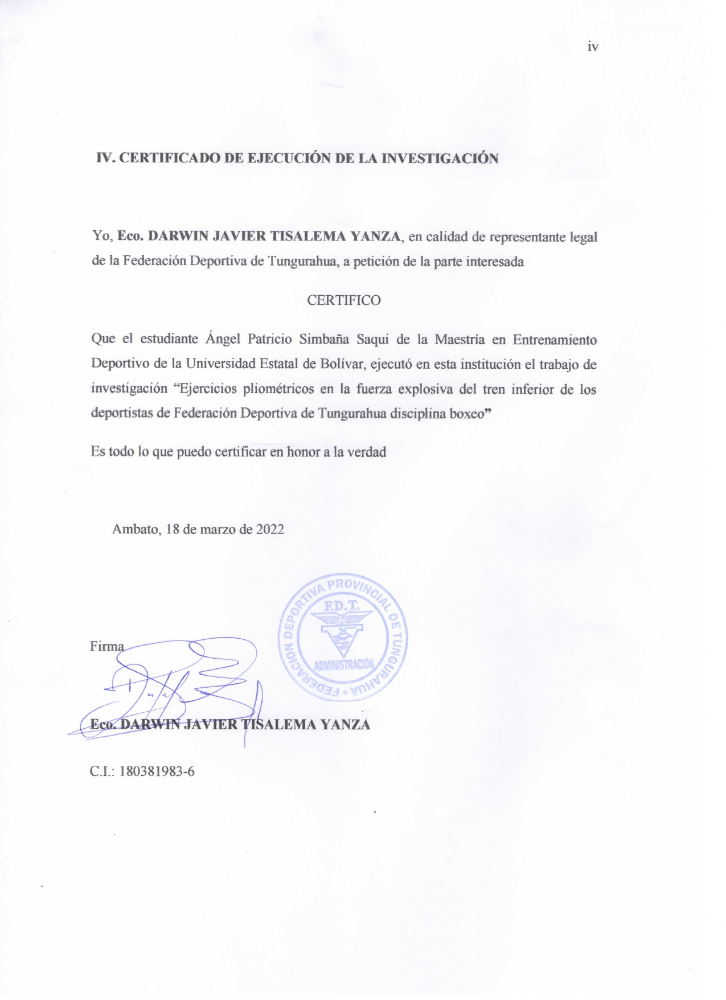 iv
IV. CERTIFICADO DE EJECUCIÓN DE LA INVESTIGACIÓN
Yo, Eco. DARWIN JAVIER TISALEMA YANZA, en calidad de representante legal
de la Federación Deportiva de Tungurahua, a petición de la parte interesada
CERTIFICO
Que el estudiante Ángel Patricio Simbaña Saqui de la Maestría en Entrenamiento
Deportivo de la Universidad Estatal de Bolívar, ejecutó en esta institución el trabajo de
investigación “Ejercicios pliométricos en la fuerza explosiva del tren inferior de los
deportistas de Federación Deportiva de Tungurahua disciplina boxeo”
Es todo lo que puedo certificar en honor a la verdad
Ambato, 18 de marzo de 2022
FEDERACION DEPORTIVA PROVINCIAL DE TUNGURAHUA
F.D.T.
ADMINISTRACIÓN
Firma
Eco. DARWIN JAVIER TISALEMA YANZA
C.I.: 180381983-6